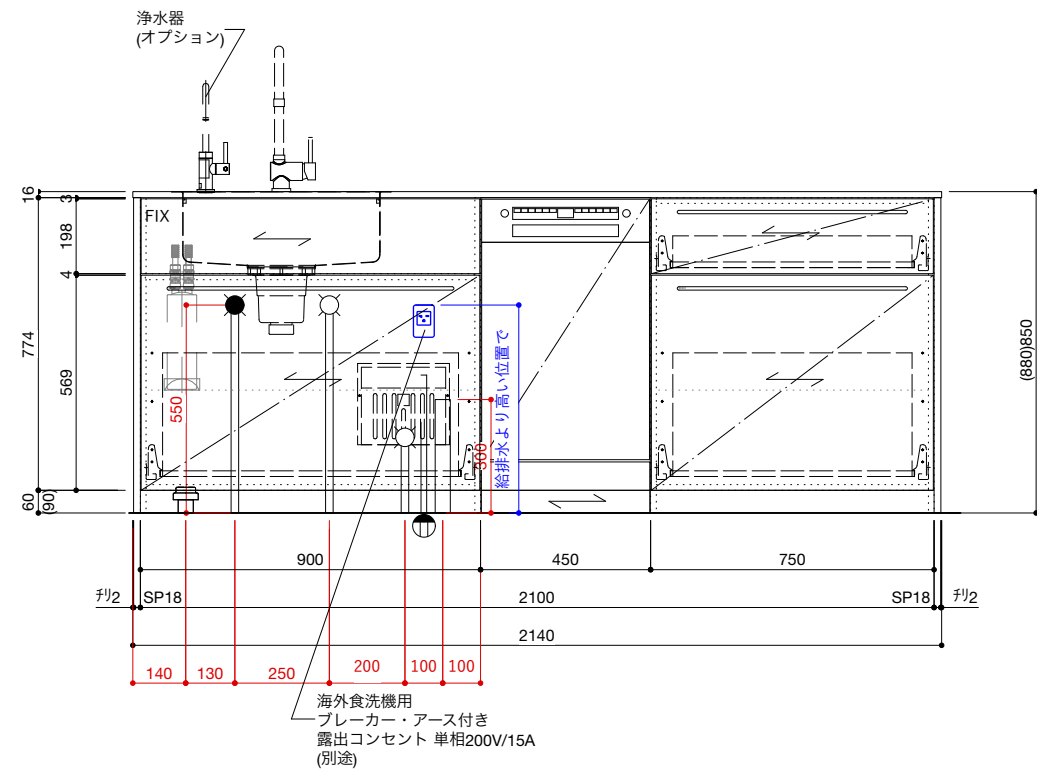 浄水器
(オプション)
FIX
16
3
198
4
774
569
550
60
(90)
300
給排水より高い位置で
(880)850
900
450
750
ﾁﾘ2
SP18
2100
SP18
ﾁﾘ2
2140
140
130
250
200
100
100
海外食洗機用
ブレーカー・アース付き
露出コンセント 単相200V/15A
(別途)